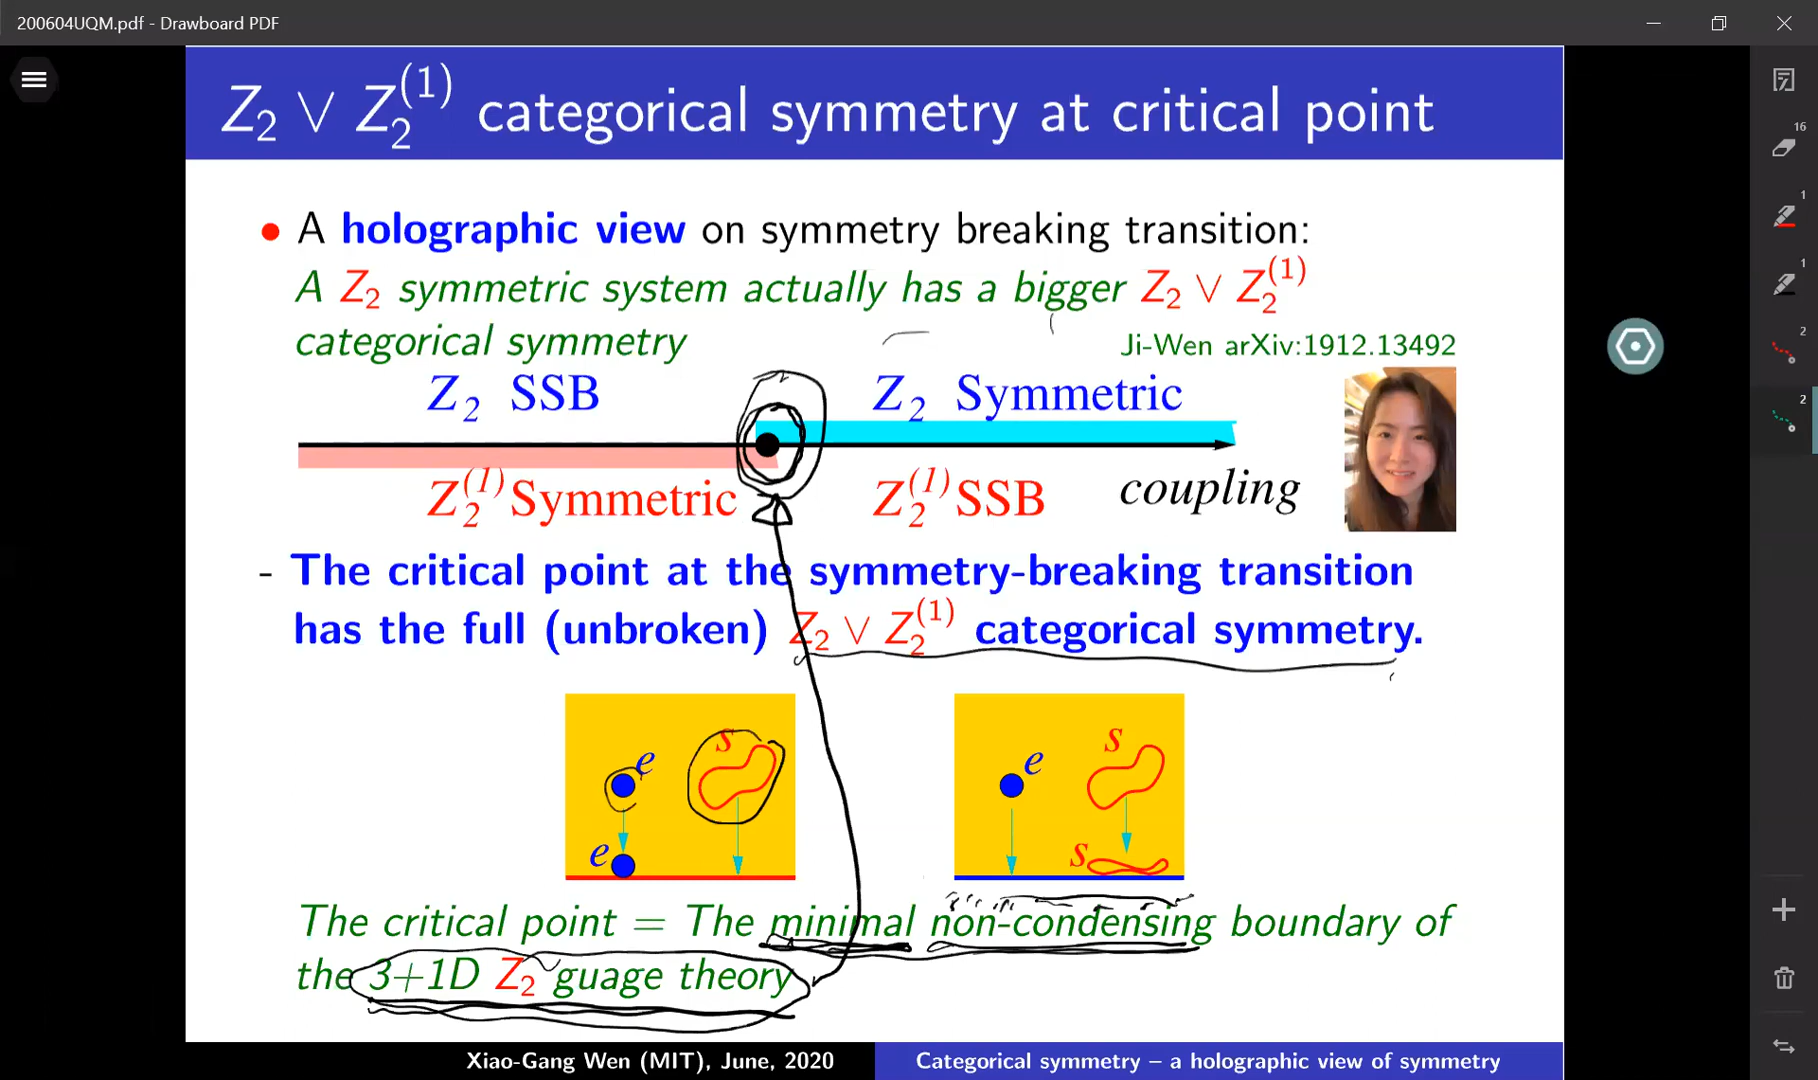 200604UQM.pdf - Drawboard PDF
Z₂ ∨ Z₂⁽¹⁾ categorical symmetry at critical point
16
1
1
2
2
• A holographic view on symmetry breaking transition:
A Z₂ symmetric system actually has a bigger Z₂ ∨ Z₂⁽¹⁾
categorical symmetry
Ji-Wen arXiv:1912.13492
Z₂ SSB
Z₂ Symmetric
Z₂⁽¹⁾Symmetric
Z₂⁽¹⁾SSB
coupling
- The critical point at the symmetry-breaking transition
has the full (unbroken) Z₂ ∨ Z₂⁽¹⁾ categorical symmetry.
e
s
e
e
s
s
The critical point = The minimal non-condensing boundary of
the 3+1D Z₂ guage theory
Xiao-Gang Wen (MIT), June, 2020
Categorical symmetry – a holographic view of symmetry